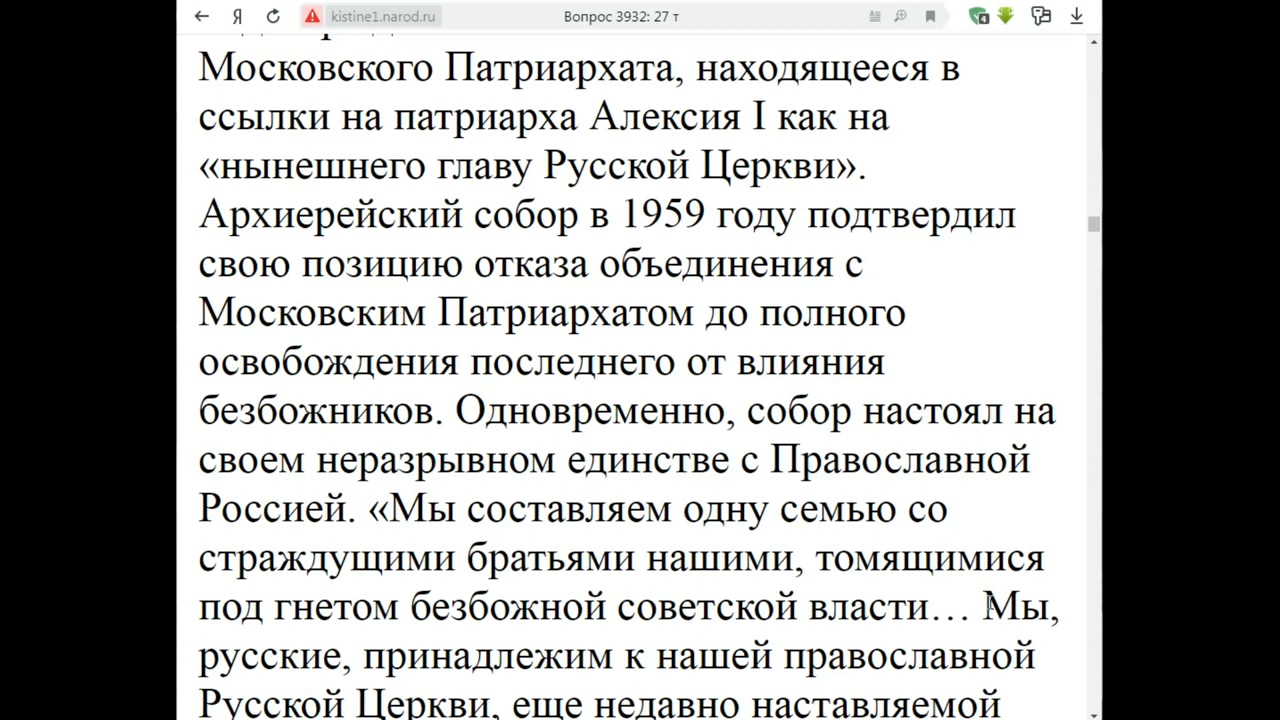 kistine1.narod.ru
Вопрос 3932: 27 т
4
Московского Патриархата, находящееся в
ссылки на патриарха Алексия I как на
«нынешнего главу Русской Церкви».
Архиерейский собор в 1959 году подтвердил
свою позицию отказа объединения с
Московским Патриархатом до полного
освобождения последнего от влияния
безбожников. Одновременно, собор настоял на
своем неразрывном единстве с Православной
Россией. «Мы составляем одну семью со
страждущими братьями нашими, томящимися
под гнетом безбожной советской власти… Мы,
русские, принадлежим к нашей православной
Русской Церкви, еще недавно наставляемой